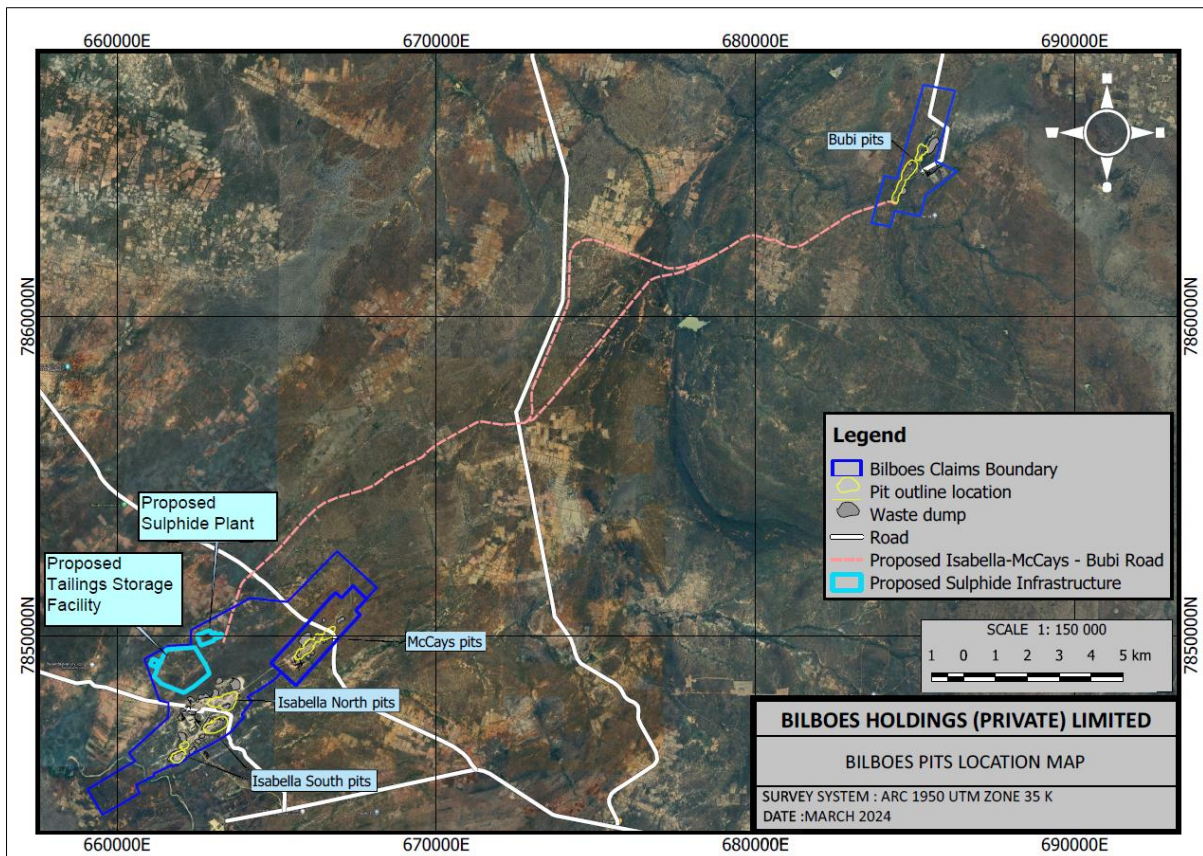 660000E
670000E
680000E
690000E
Bubi pits
7860000N
7860000N
Legend
Bilboes Claims Boundary
Pit outline location
Waste dump
Road
Proposed Isabella-McCays - Bubi Road
Proposed Sulphide Infrastructure
Proposed
Sulphide Plant
Proposed
Tailings Storage
Facility
7850000N
7850000N
McCays pits
Isabella North pits
Isabella South pits
SCALE 1: 150 000
1 0 1 2 3 4 5 km
BILBOES HOLDINGS (PRIVATE) LIMITED
BILBOES PITS LOCATION MAP
SURVEY SYSTEM : ARC 1950 UTM ZONE 35 K
DATE :MARCH 2024
660000E
670000E
680000E
690000E